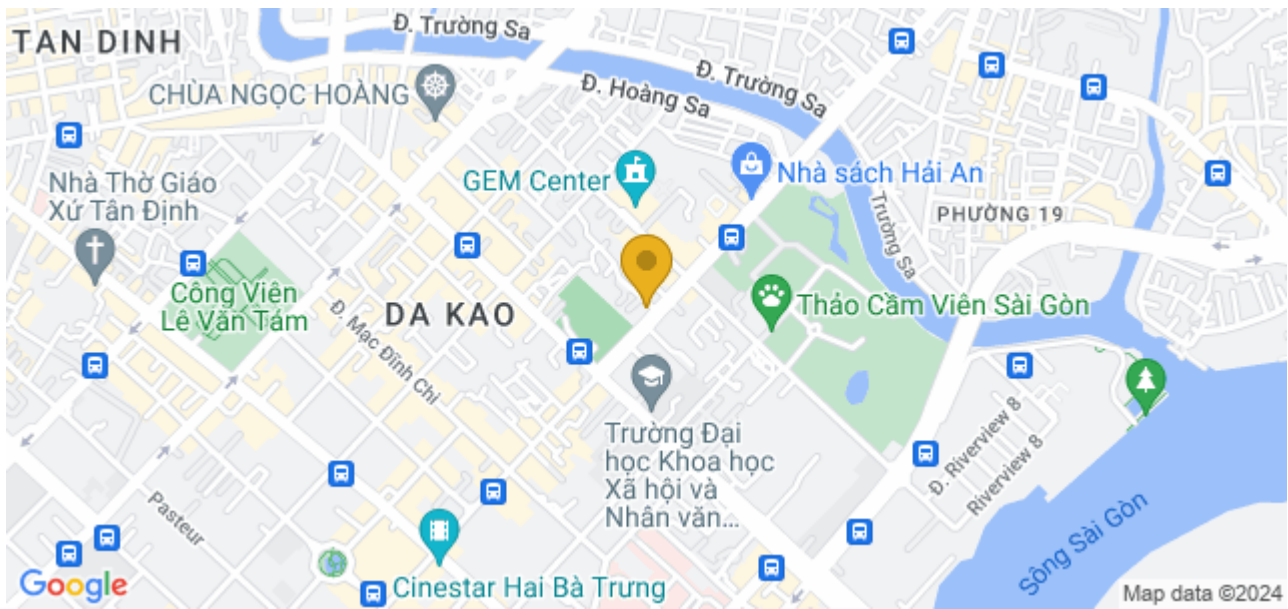 Đ. Trường Sa
TAN DINH
Đ. Trường Sa
CHÙA NGỌC HOÀNG
Đ. Hoàng Sa
Nhà sách Hải An
GEM Center
Nhà Thờ Giáo
Xứ Tân Định
Trường Sa
PHƯỜNG 19
Công Viên
Lê Văn Tám
DA KAO
Thảo Cầm Viên Sài Gòn
Đ. Mạc Đĩnh Chi
Đ. Riverview 8
Riverview 8
Trường Đại
học Khoa học
Xã hội và
Nhân văn...
Pasteur
Sông Sài Gòn
Cinestar Hai Bà Trưng
Google
Map data ©2024